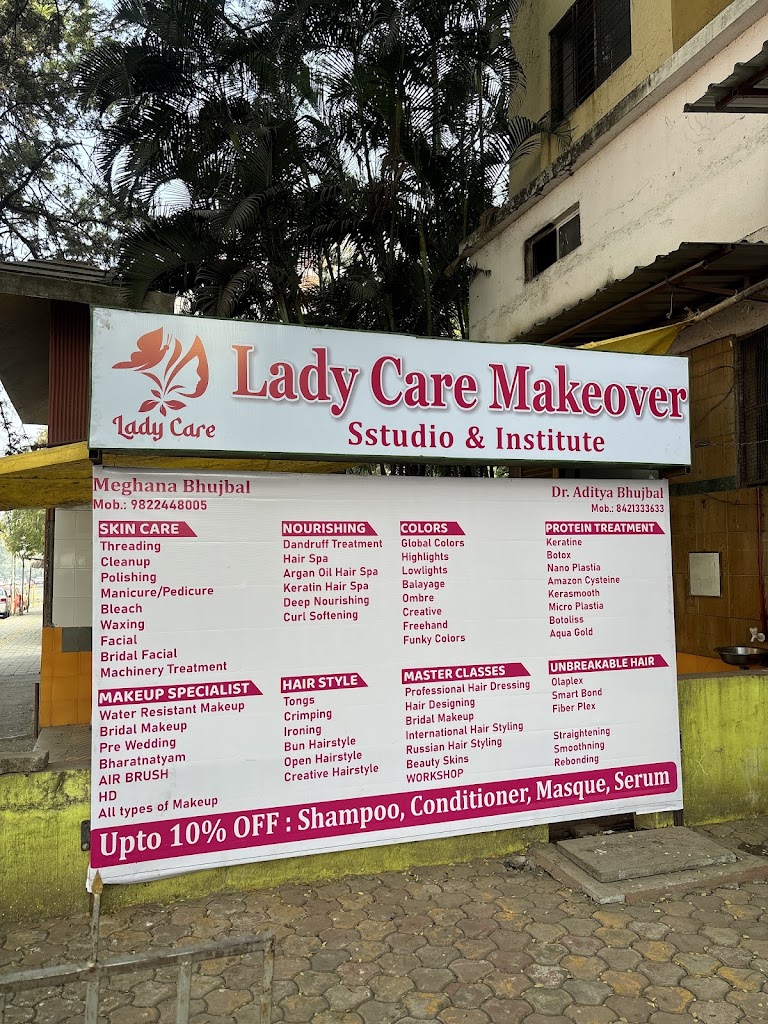 Lady Care
Lady Care Makeover
Sstudio & Institute
Meghana Bhujbal
Mob.: 9822448005
Dr. Aditya Bhujbal
Mob.: 8421333633
SKIN CARE
Threading
Cleanup
Polishing
Manicure/Pedicure
Bleach
Waxing
Facial
Bridal Facial
Machinery Treatment
NOURISHING
Dandruff Treatment
Hair Spa
Argan Oil Hair Spa
Keratin Hair Spa
Deep Nourishing
Curl Softening
COLORS
Global Colors
Highlights
Lowlights
Balayage
Ombre
Creative
Freehand
Funky Colors
PROTEIN TREATMENT
Keratine
Botox
Nano Plastia
Amazon Cysteine
Kerasmooth
Micro Plastia
Botoliss
Aqua Gold
MAKEUP SPECIALIST
Water Resistant Makeup
Bridal Makeup
Pre Wedding
Bharatnatyam
AIR BRUSH
HD
All types of Makeup
HAIR STYLE
Tongs
Crimping
Ironing
Bun Hairstyle
Open Hairstyle
Creative Hairstyle
MASTER CLASSES
Professional Hair Dressing
Hair Designing
Bridal Makeup
International Hair Styling
Russian Hair Styling
Beauty Skins
WORKSHOP
UNBREAKABLE HAIR
Olaplex
Smart Bond
Fiber Plex
Straightening
Smoothning
Rebonding
Upto 10% OFF : Shampoo, Conditioner, Masque, Serum